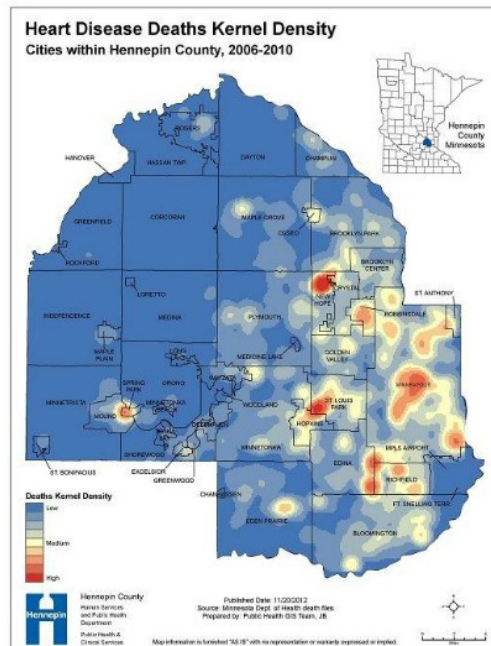 Heart Disease Deaths Kernel Density
Cities within Hennepin County, 2006-2010
Hennepin
County
Minnesota
ROGERS
HANOVER
HASSAN TWP
DAYTON
CHAMPLIN
GREENFIELD
CORCORAN
MAPLE GROVE
OSSEO
BROOKLYN PARK
ROCKFORD
BROOKLYN
CENTER
LORETTO
NEW
HOPE
CRYSTAL
ST. ANTHONY
INDEPENDENCE
MEDINA
PLYMOUTH
ROBBINSDALE
MAPLE
PLAIN
LONG
LAKE
MEDICINE LAKE
GOLDEN
VALLEY
MINNETRISTA
SPRING
PARK
ORONO
WAYZATA
MINNEAPOLIS
MOUND
MINNETONKA
BEACH
WOODLAND
ST. LOUIS
PARK
DEEPHAVEN
HOPKINS
SHOREWOOD
MINNETONKA
MPLS AIRPORT
ST. BONIFACIUS
EXCELSIOR
GREENWOOD
EDINA
RICHFIELD
CHANHASSEN
FT. SNELLING TERR.
EDEN PRAIRIE
BLOOMINGTON
Deaths Kernel Density
Low
Medium
High
Hennepin
Hennepin County
Human Services
and Public Health
Department
Public Health &
Clinical Services
Published Date: 11/20/2012
Source: Minnesota Dept. of Health death files
Prepared by: Public Health GIS Team, JB
Map information is furnished "AS IS" with no representation or warranty expressed or implied.